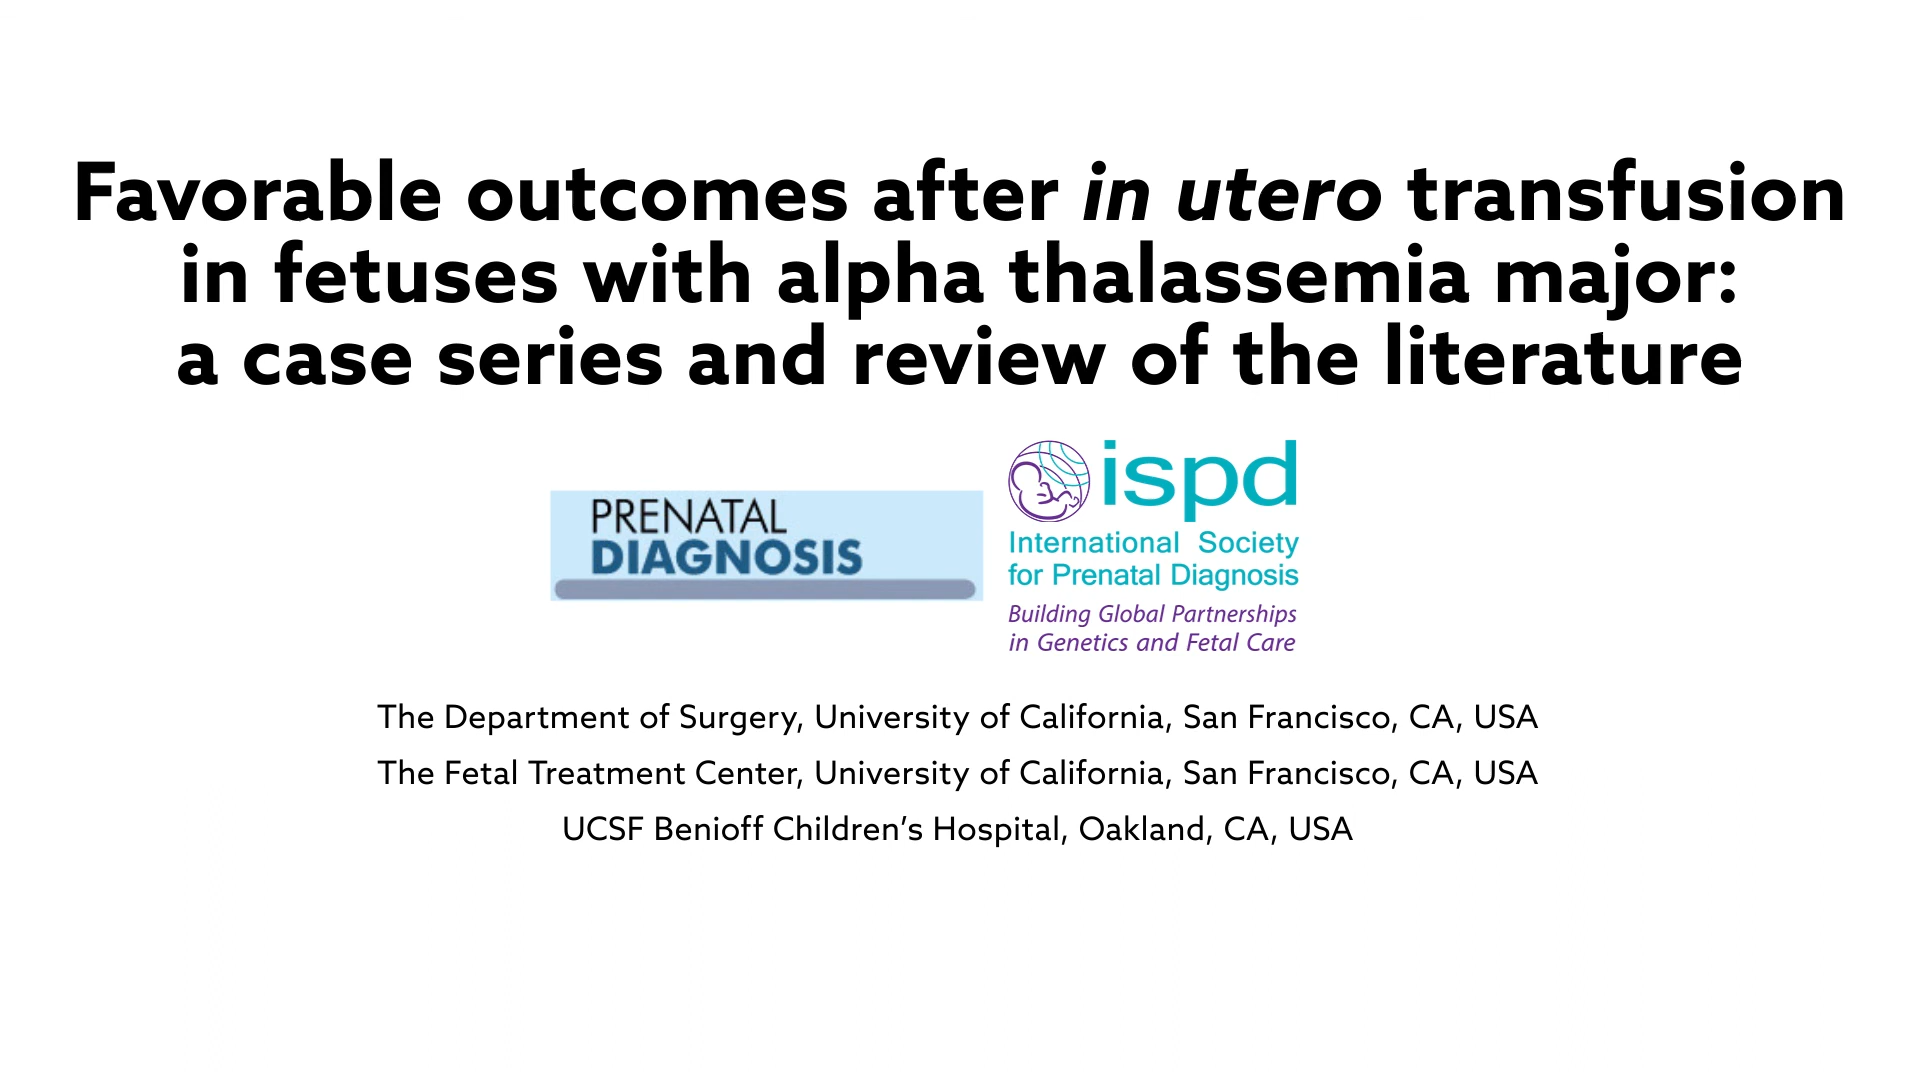 Favorable outcomes after in utero transfusion
in fetuses with alpha thalassemia major:
a case series and review of the literature
PRENATAL
DIAGNOSIS
ispd
International Society
for Prenatal Diagnosis
Building Global Partnerships
in Genetics and Fetal Care
The Department of Surgery, University of California, San Francisco, CA, USA
The Fetal Treatment Center, University of California, San Francisco, CA, USA
UCSF Benioff Children’s Hospital, Oakland, CA, USA